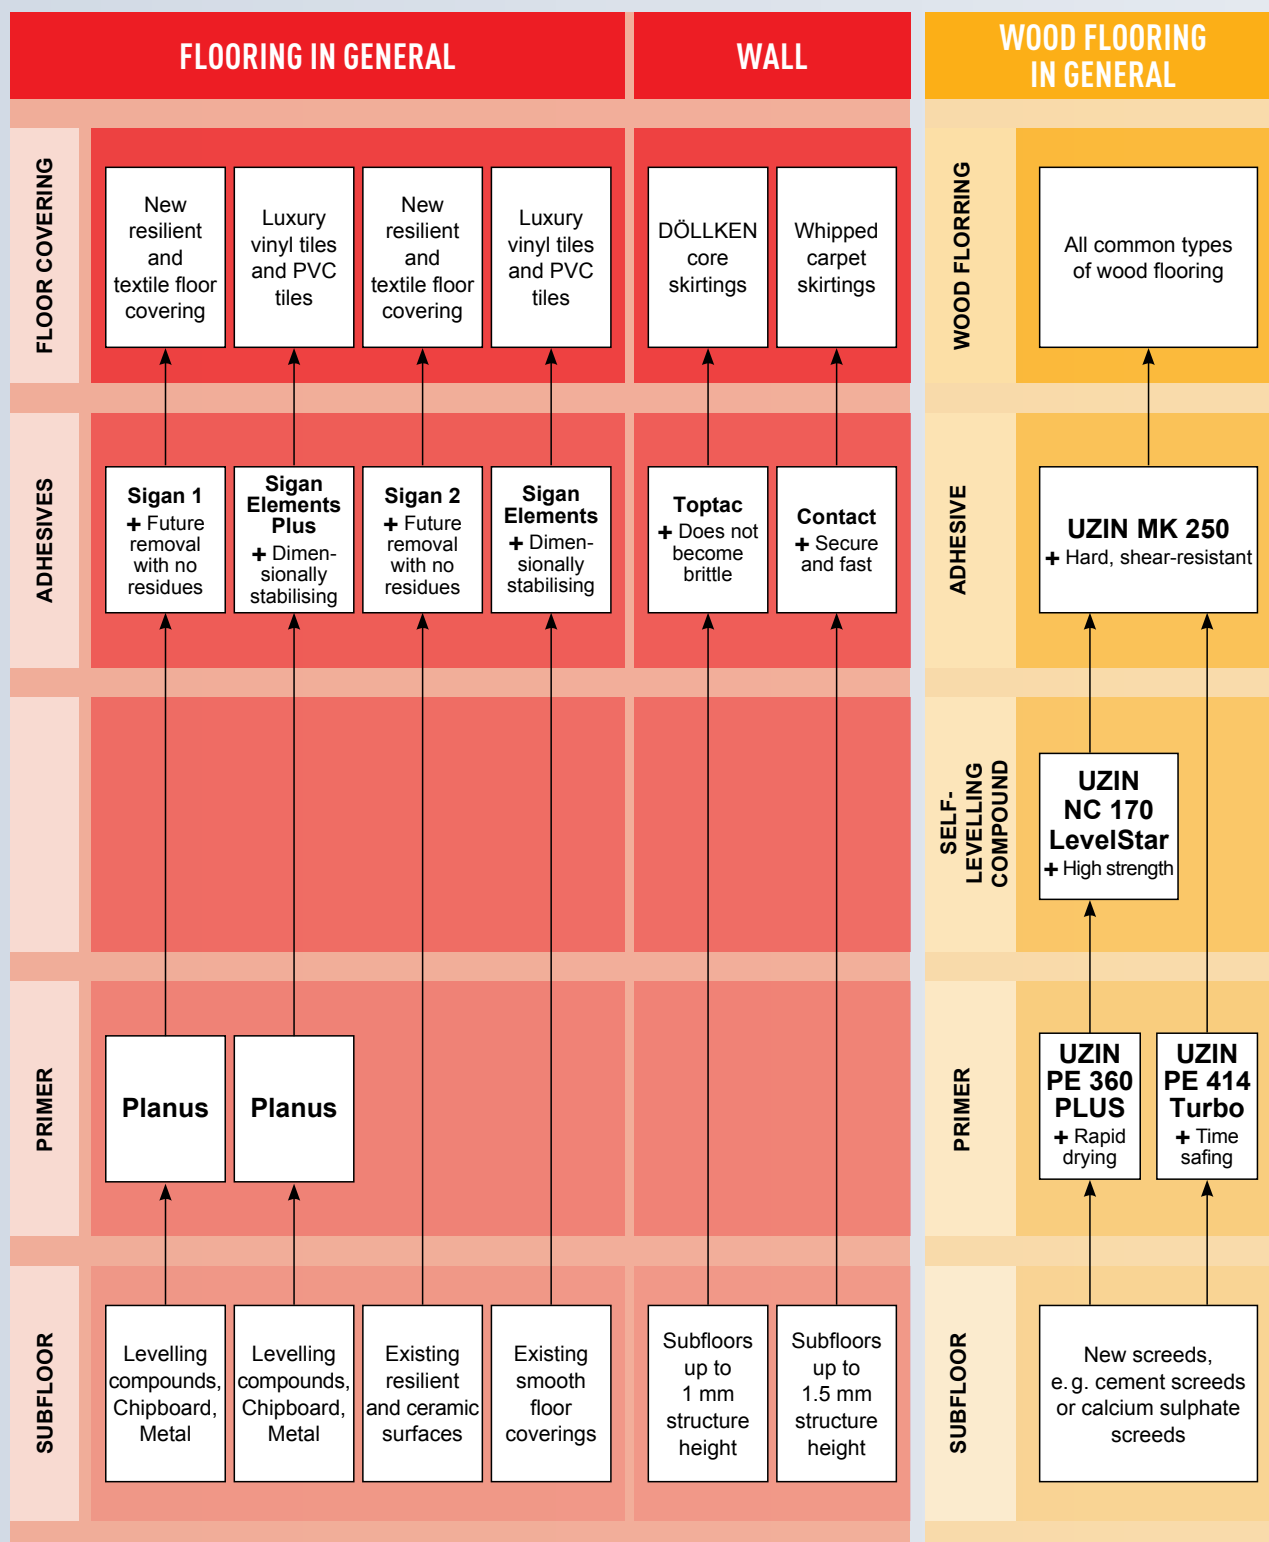 FLOORING IN GENERAL
WALL
WOOD FLOORING
IN GENERAL
FLOOR COVERING
New
resilient
and
textile floor
covering
Luxury
vinyl tiles
and PVC
tiles
New
resilient
and
textile floor
covering
Luxury
vinyl tiles
and PVC
tiles
DÖLLKEN
core
skirtings
Whipped
carpet
skirtings
WOOD FLORRING
All common types
of wood flooring
ADHESIVES
Sigan 1
+ Future
removal
with no
residues
Sigan
Elements
Plus
+ Dimen-
sionally
stabilising
Sigan 2
+ Future
removal
with no
residues
Sigan
Elements
+ Dimen-
sionally
stabilising
Toptac
+ Does not
become
brittle
Contact
+ Secure
and fast
ADHESIVE
UZIN MK 250
+ Hard, shear-resistant
SELF-
LEVELLING
COMPOUND
UZIN
NC 170
LevelStar
+ High strength
PRIMER
Planus
Planus
PRIMER
UZIN
PE 360
PLUS
+ Rapid
drying
UZIN
PE 414
Turbo
+ Time
safing
SUBFLOOR
Levelling
compounds,
Chipboard,
Metal
Levelling
compounds,
Chipboard,
Metal
Existing
resilient
and ceramic
surfaces
Existing
smooth
floor
coverings
Subfloors
up to
1 mm
structure
height
Subfloors
up to
1.5 mm
structure
height
SUBFLOOR
New screeds,
e. g. cement screeds
or calcium sulphate
screeds